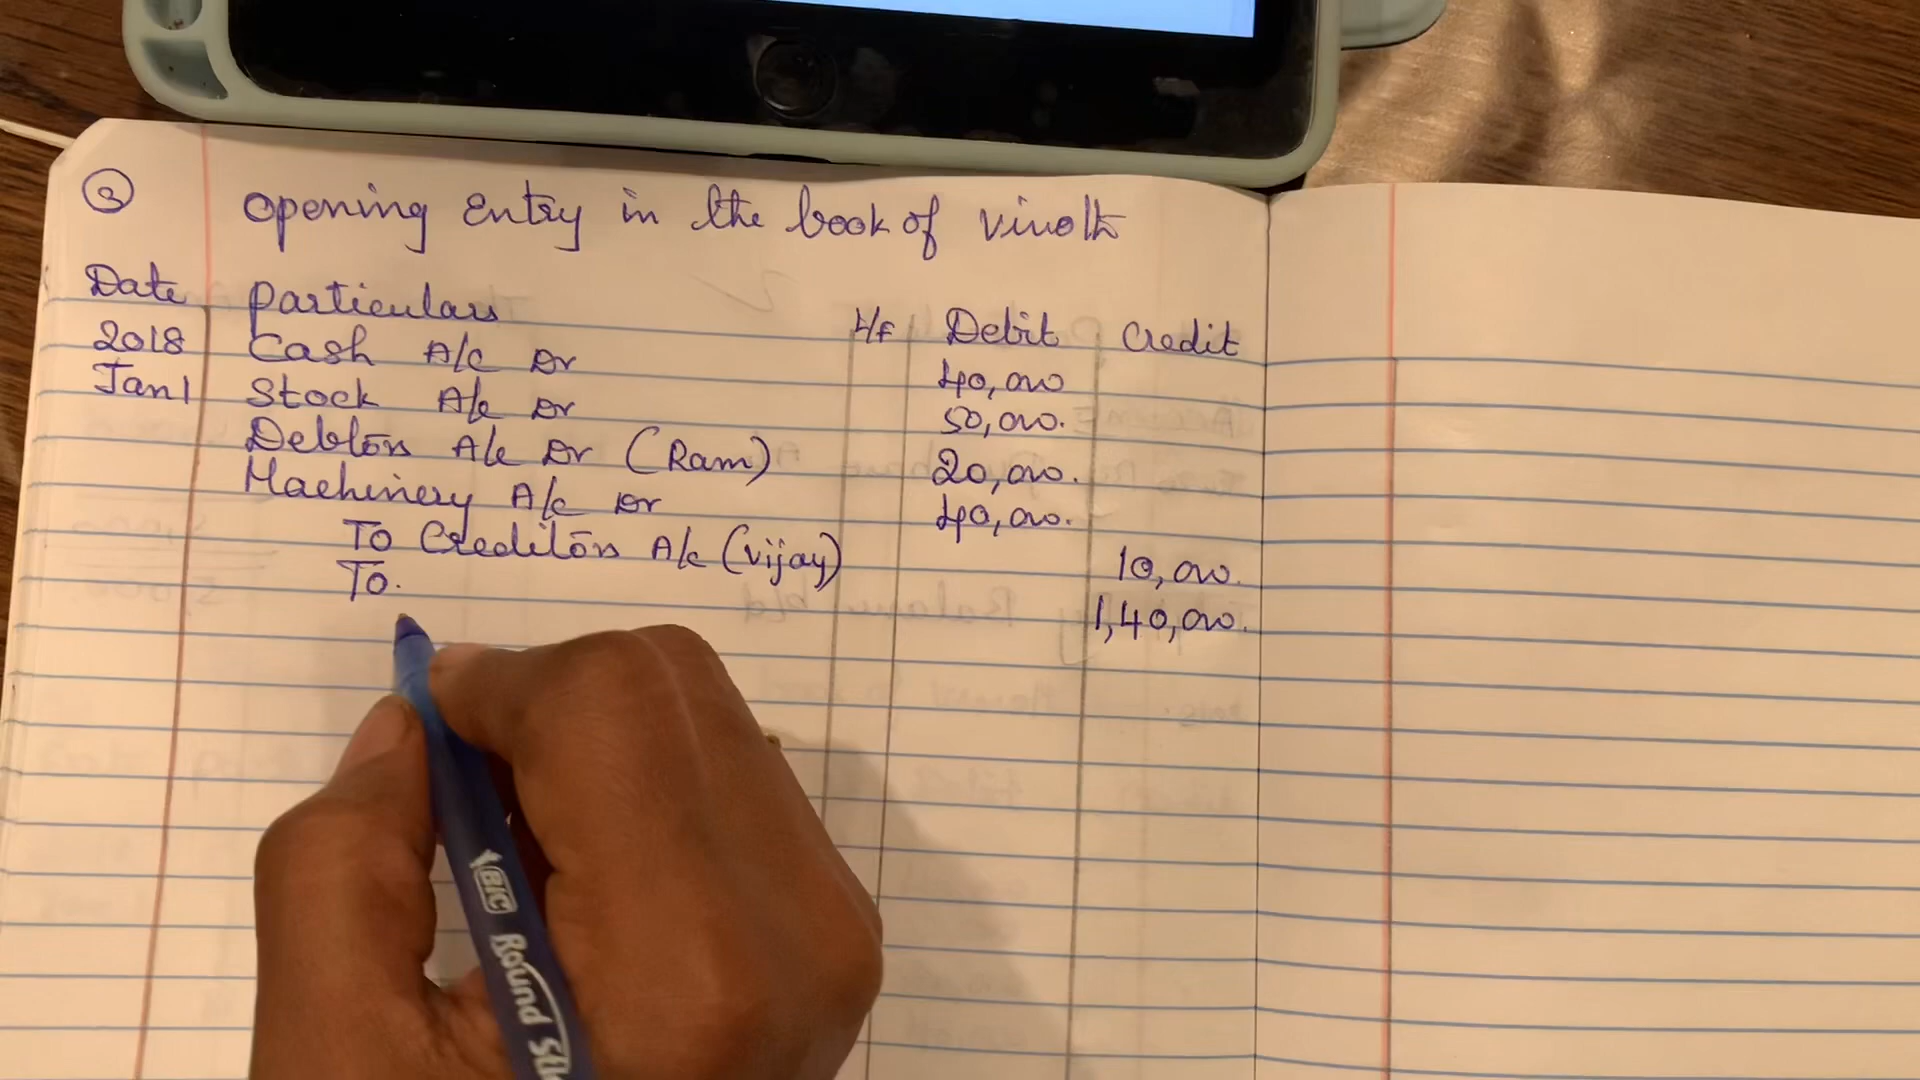 3 Opening Entry in the book of Vinoth
Date Particulars L/F Debit Credit
2018 Cash A/c Dr 40,000
Jan 1 Stock A/c Dr 50,000.
Debtors A/c Dr (Ram) 20,000.
Machinery A/c Dr 40,000.
To Creditors A/c (Vijay) 10,000.
To. 1,40,000.
BIC Round Sti